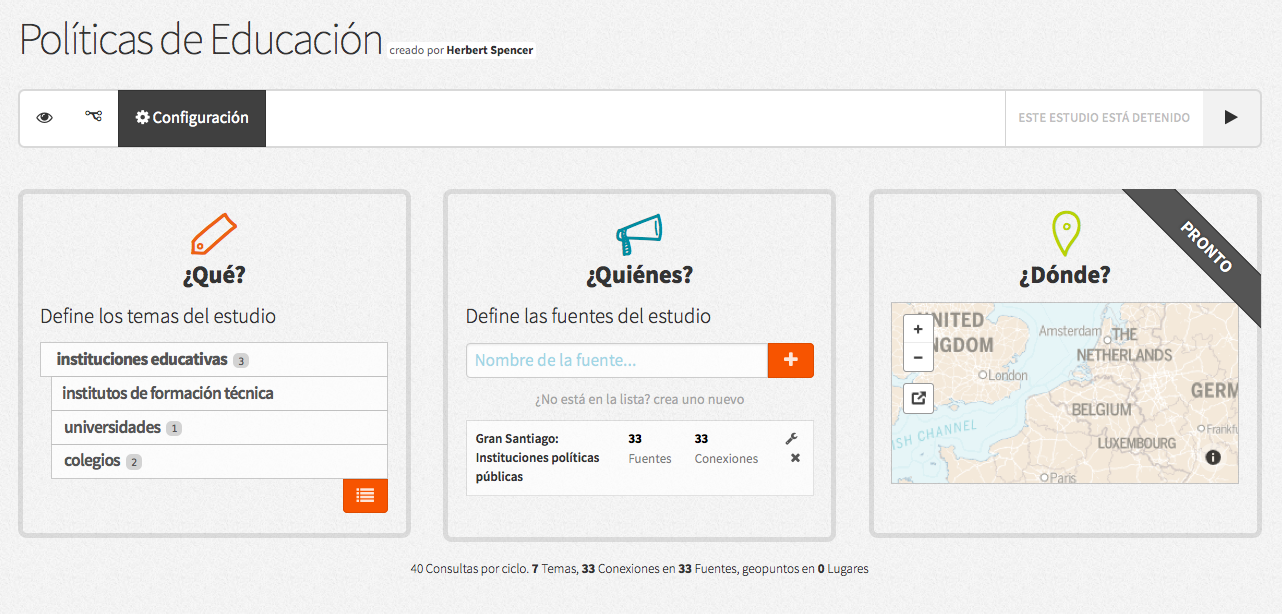 Políticas de Educación creado por Herbert Spencer
Configuración
ESTE ESTUDIO ESTÁ DETENIDO
¿Qué?
Define los temas del estudio
instituciones educativas 3
institutos de formación técnica
universidades 1
colegios 2
¿Quiénes?
Define las fuentes del estudio
Nombre de la fuente...
+
¿No está en la lista? crea uno nuevo
Gran Santiago:
Instituciones políticas
públicas
33
Fuentes
33
Conexiones
PRONTO
¿Dónde?
+
−
UNITED
NGDOM
Amsterdam
THE
NETHERLANDS
London
GERM
BELGIUM
ISH CHANNEL
Frankfu
LUXEMBOURG
Paris
i
40 Consultas por ciclo. 7 Temas, 33 Conexiones en 33 Fuentes, geopuntos en 0 Lugares